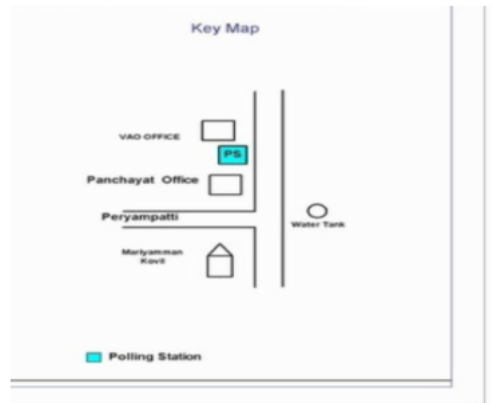 Key Map
VAO OFFICE
PS
Panchayat Office
Peryampatti
Water Tank
Mariyamman
Kovil
Polling Station